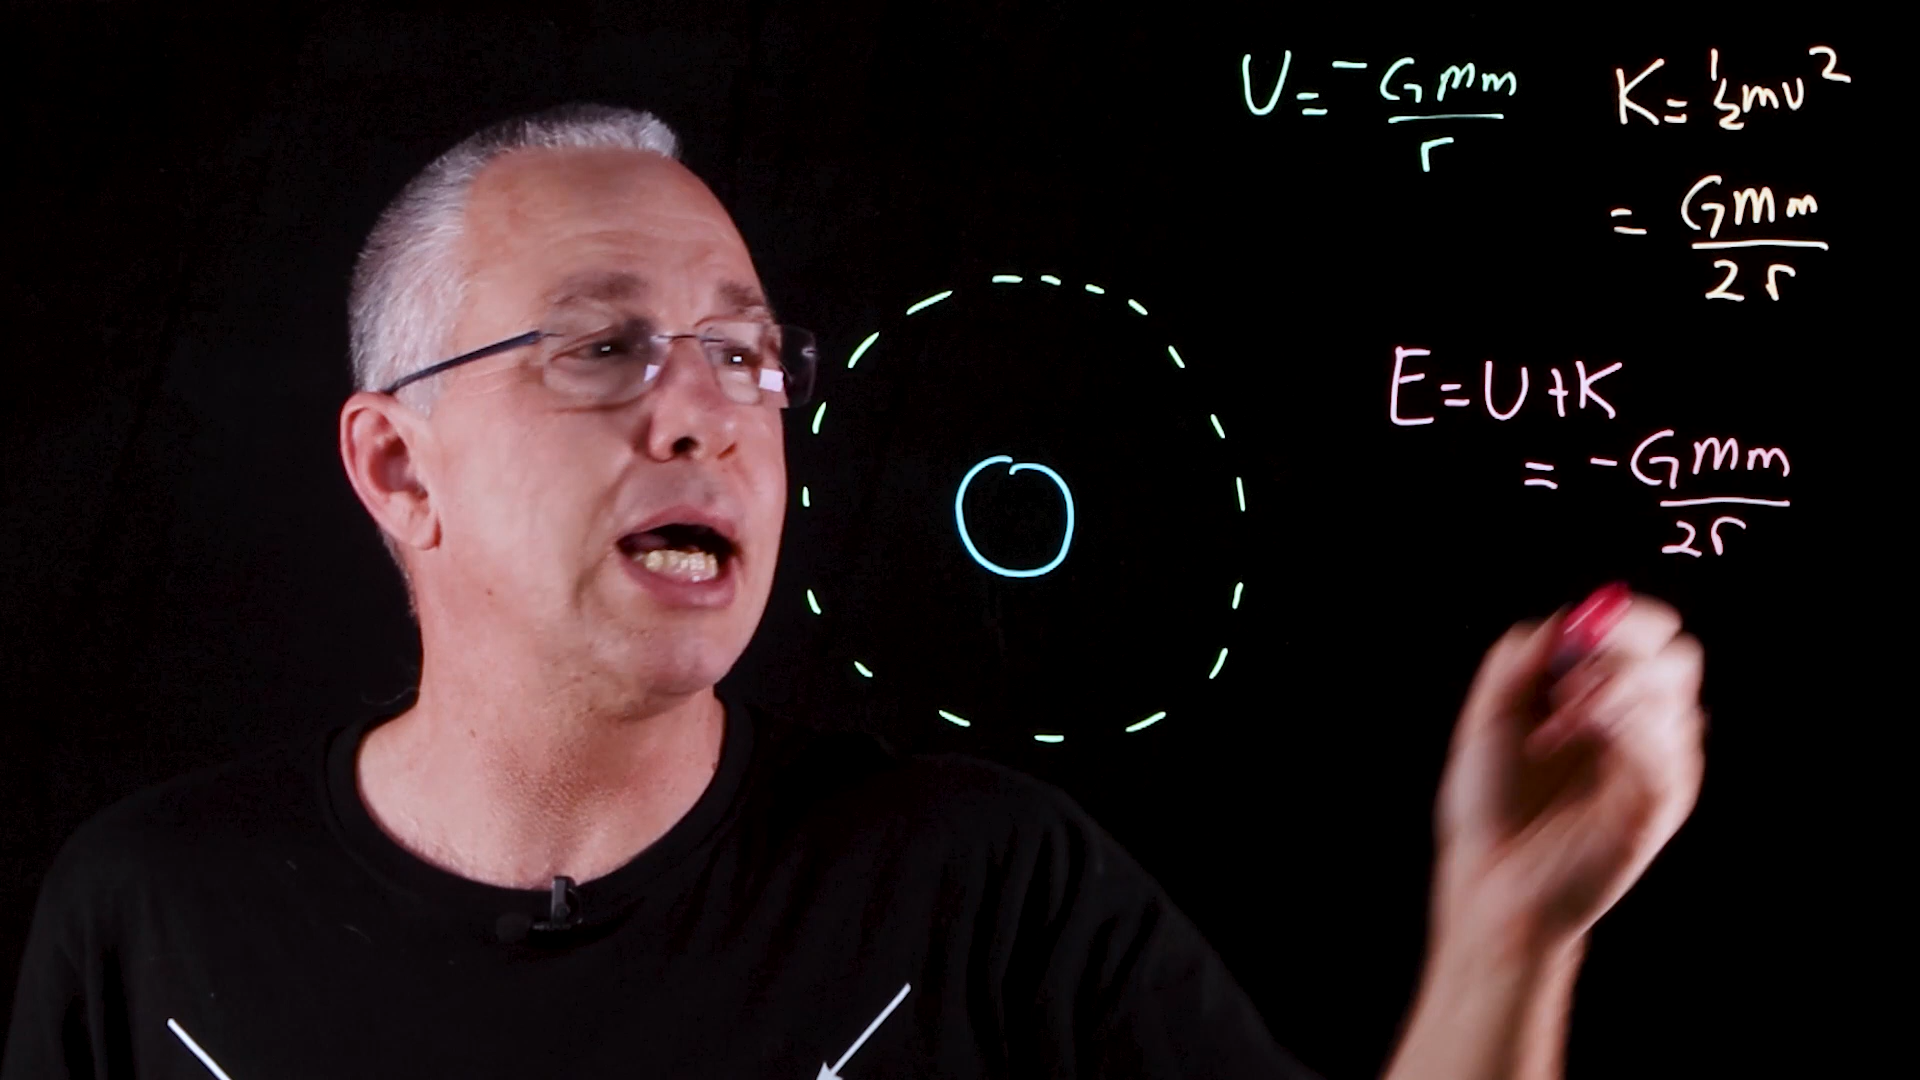 U = -GMm/r
K = ½mv²
= GMm/2r
E = U + K
= -GMm/2r